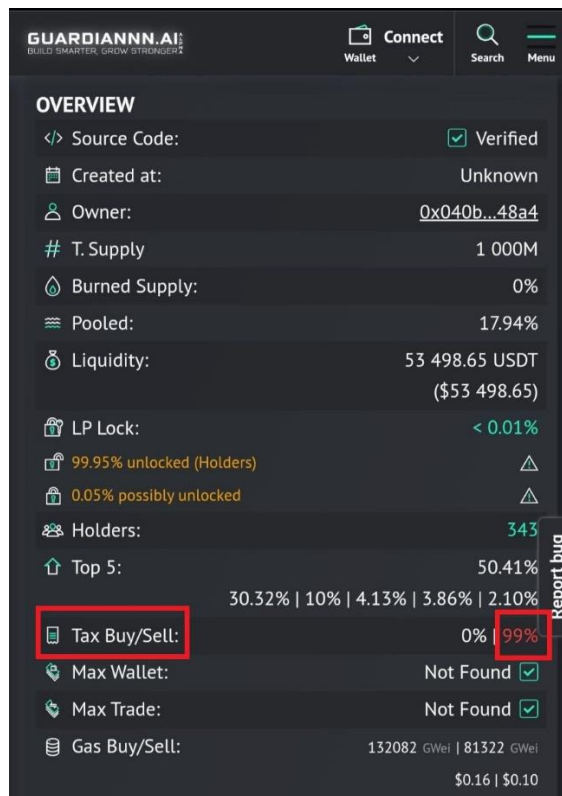 GUARDIANNN.AI
BUILD SMARTER, GROW STRONGER
Connect
Wallet
Search
Menu
OVERVIEW
</> Source Code: Verified
Created at: Unknown
Owner: 0x040b...48a4
# T. Supply 1 000M
Burned Supply: 0%
Pooled: 17.94%
Liquidity: 53 498.65 USDT
($53 498.65)
LP Lock: < 0.01%
99.95% unlocked (Holders)
0.05% possibly unlocked
Holders: 343
Top 5: 50.41%
30.32% | 10% | 4.13% | 3.86% | 2.10%
Tax Buy/Sell: 0% | 99%
Max Wallet: Not Found
Max Trade: Not Found
Gas Buy/Sell: 132082 GWei | 81322 GWei
$0.16 | $0.10
Report bug